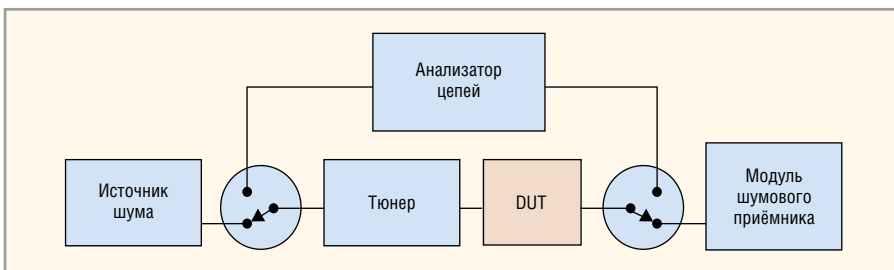 Анализатор
цепей
Источник
шума
Тюнер
DUT
Модуль
шумового
приёмника